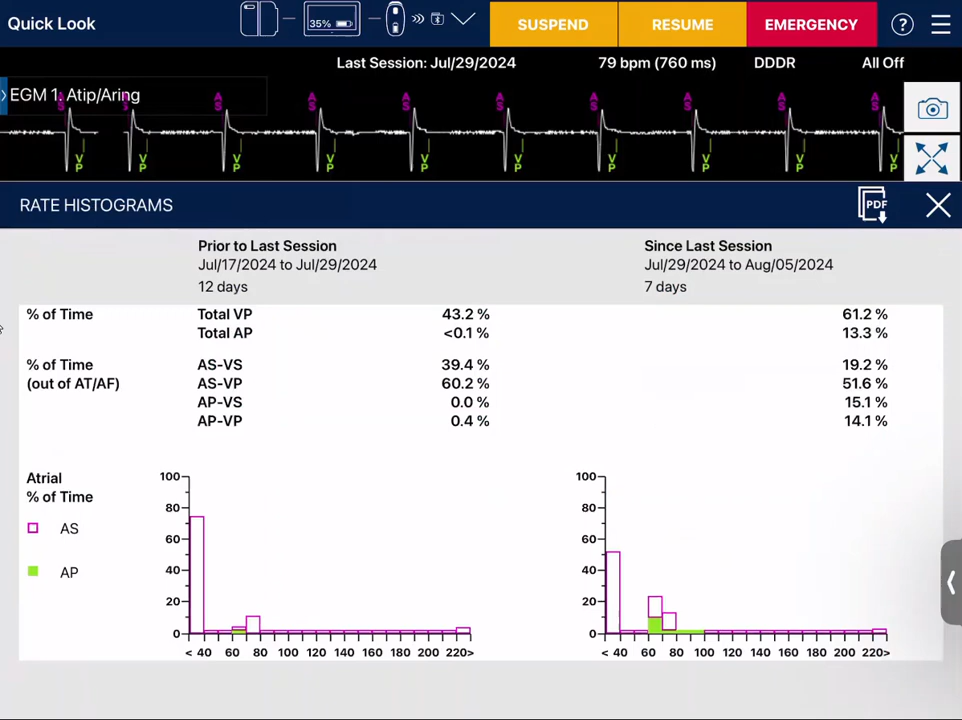 Quick Look
35%
SUSPEND
RESUME
EMERGENCY
?
Last Session: Jul/29/2024 79 bpm (760 ms) DDDR All Off
EGM 1: Atip/Aring
A S A S A S A S A S A S A S A S A S A S
V P V P V P V P V P V P V P V P V P V P
RATE HISTOGRAMS
PDF
Prior to Last Session Since Last Session
Jul/17/2024 to Jul/29/2024 Jul/29/2024 to Aug/05/2024
12 days 7 days
% of Time Total VP 43.2 % 61.2 %
Total AP <0.1 % 13.3 %
% of Time AS-VS 39.4 % 19.2 %
(out of AT/AF) AS-VP 60.2 % 51.6 %
AP-VS 0.0 % 15.1 %
AP-VP 0.4 % 14.1 %
Atrial
% of Time
AS
AP
100
80
60
40
20
0
< 40 60 80 100 120 140 160 180 200 220>
100
80
60
40
20
0
< 40 60 80 100 120 140 160 180 200 220>